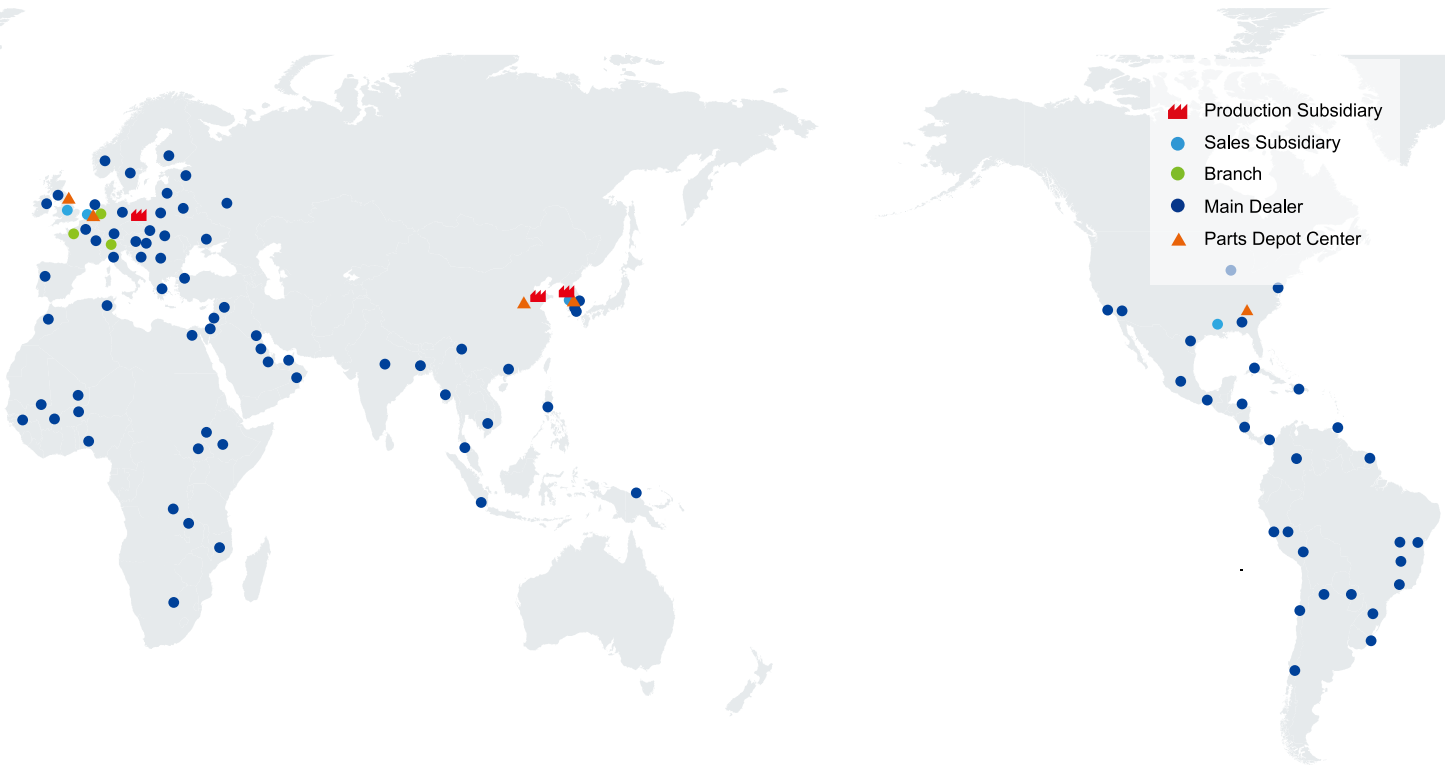 Production Subsidiary
Sales Subsidiary
Branch
Main Dealer
Parts Depot Center